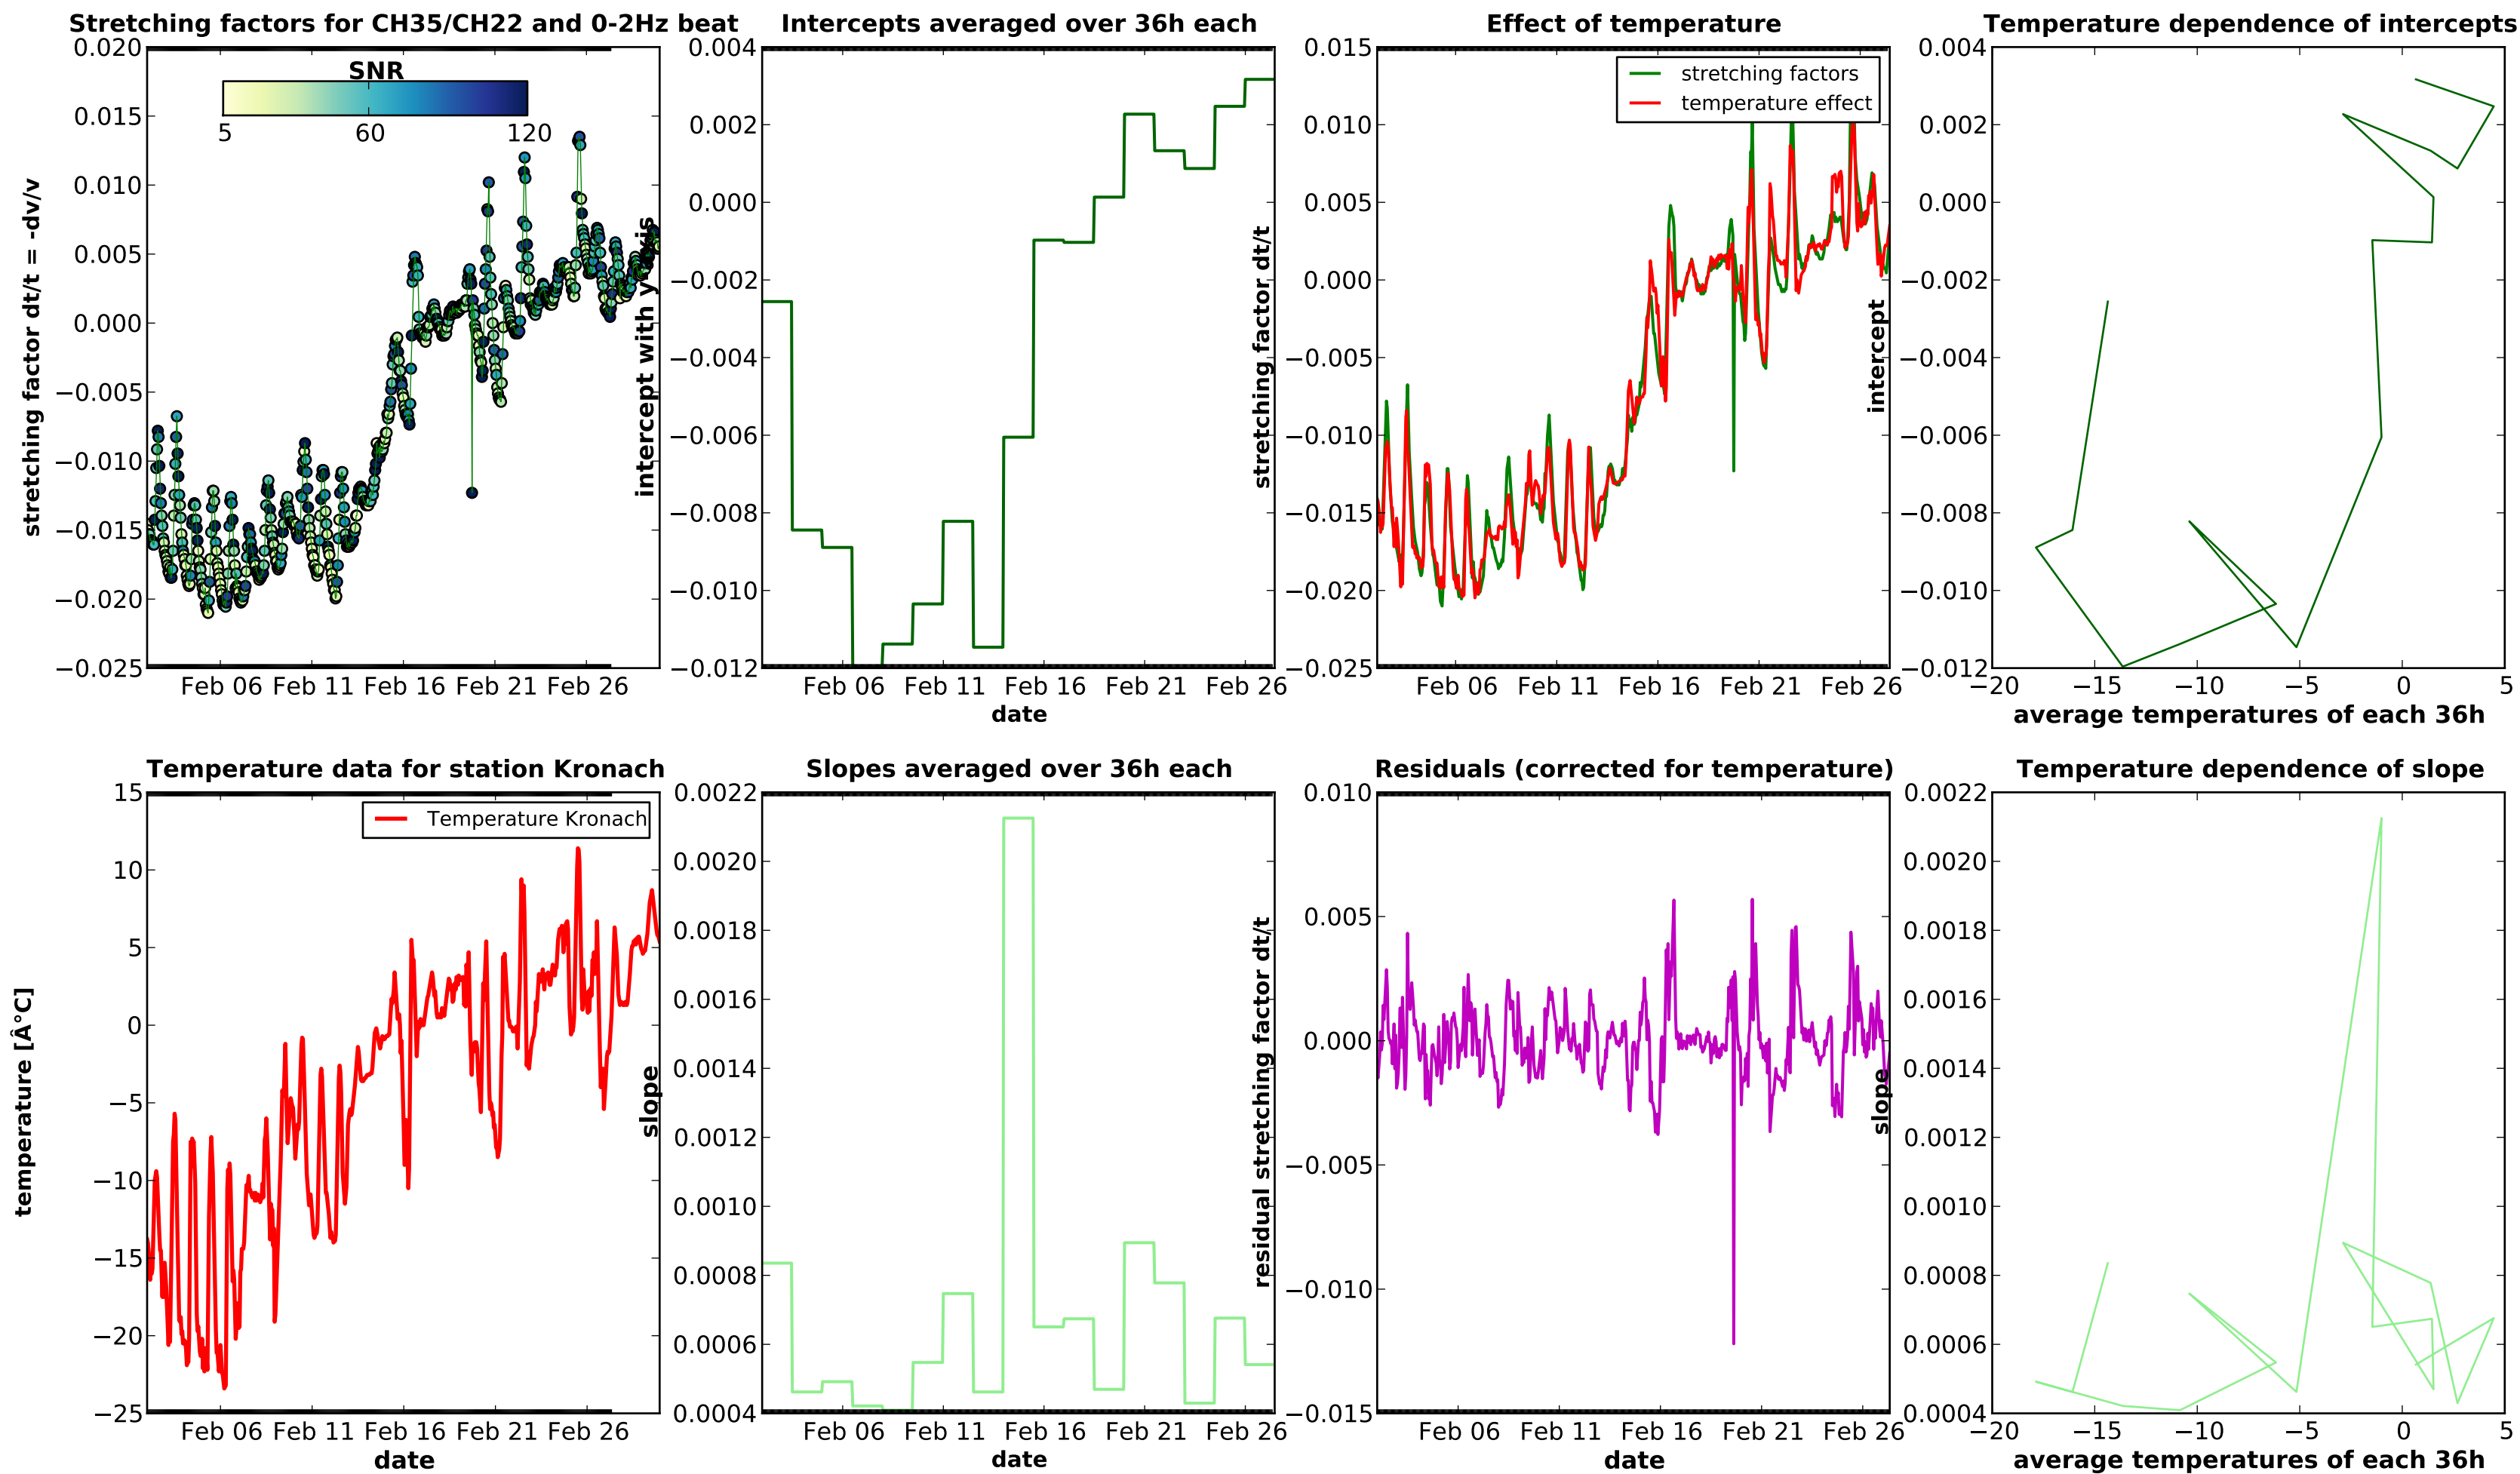 Stretching factors for CH35/CH22 and 0-2Hz beat
SNR
5 60 120
0.020
0.015
0.010
0.005
0.000
−0.005
−0.010
−0.015
−0.020
−0.025
stretching factor dt/t = -dv/v
Feb 06 Feb 11 Feb 16 Feb 21 Feb 26
Intercepts averaged over 36h each
0.004
0.002
0.000
−0.002
−0.004
−0.006
−0.008
−0.010
−0.012
intercept with y axis
Feb 06 Feb 11 Feb 16 Feb 21 Feb 26
date
Effect of temperature
stretching factors
temperature effect
0.015
0.010
0.005
0.000
−0.005
−0.010
−0.015
−0.020
−0.025
stretching factor dt/t
Feb 06 Feb 11 Feb 16 Feb 21 Feb 26
Temperature dependence of intercepts
0.004
0.002
0.000
−0.002
−0.004
−0.006
−0.008
−0.010
−0.012
intercept
−20 −15 −10 −5 0 5
average temperatures of each 36h
Temperature data for station Kronach
Temperature Kronach
15
10
5
0
−5
−10
−15
−20
−25
temperature [Â°C]
Feb 06 Feb 11 Feb 16 Feb 21 Feb 26
date
Slopes averaged over 36h each
0.0022
0.0020
0.0018
0.0016
0.0014
0.0012
0.0010
0.0008
0.0006
0.0004
slope
Feb 06 Feb 11 Feb 16 Feb 21 Feb 26
date
Residuals (corrected for temperature)
0.010
0.005
0.000
−0.005
−0.010
−0.015
residual stretching factor dt/t
Feb 06 Feb 11 Feb 16 Feb 21 Feb 26
date
Temperature dependence of slope
0.0022
0.0020
0.0018
0.0016
0.0014
0.0012
0.0010
0.0008
0.0006
0.0004
slope
−20 −15 −10 −5 0 5
average temperatures of each 36h